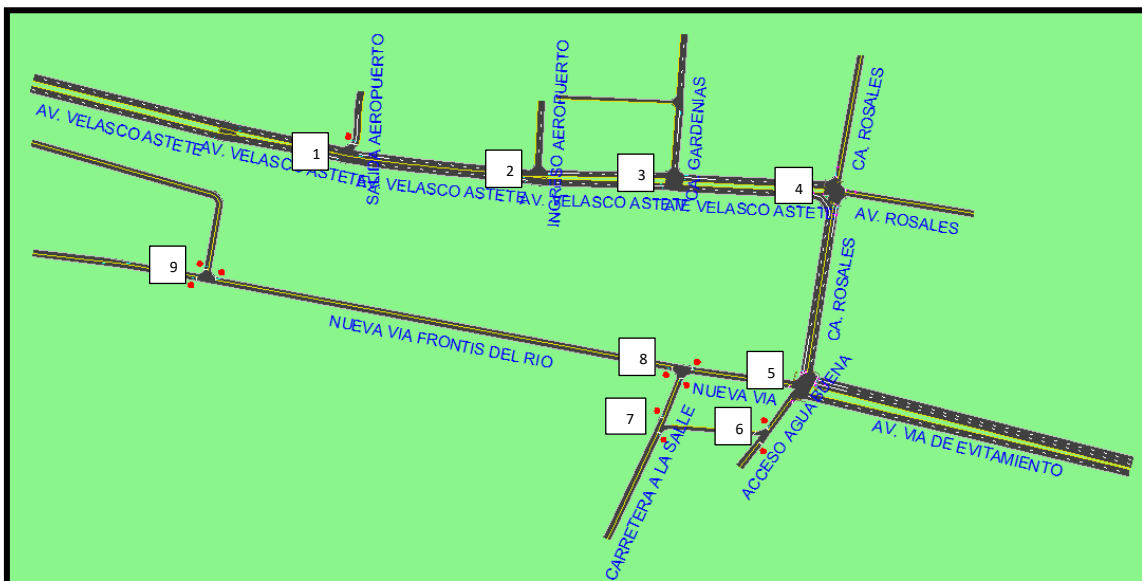 AV. VELASCO ASTETE
AV. VELASCO ASTETE
1
SALIDA AEROPUERTO
AV. VELASCO ASTETE
2
INGRESO AEROPUERTO
AV. VELASCO ASTETE
3
CA. GARDENIAS
AV. VELASCO ASTETE
4
CA. ROSALES
AV. ROSALES
CA. ROSALES
9
NUEVA VIA FRONTIS DEL RIO
8
NUEVA VIA
5
7
6
CARRETERA A LA SALLE
ACCESO AGUA BUENA
AV. VIA DE EVITAMIENTO